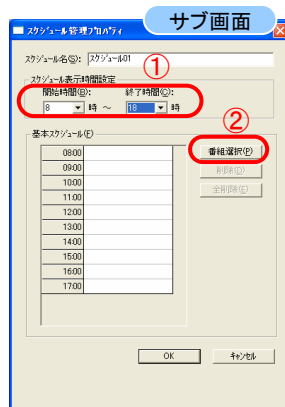 サブ画面
スケジュール管理プロパティ
スケジュール名(S): スケジュール01
①
スケジュール表示時間設定
開始時間(B): 終了時間(C):
8 時 ～ 18 時
②
基本スケジュール(F)
番組選択(P)
削除(D)
全削除(E)
08:00
09:00
10:00
11:00
12:00
13:00
14:00
15:00
16:00
17:00
OK キャンセル